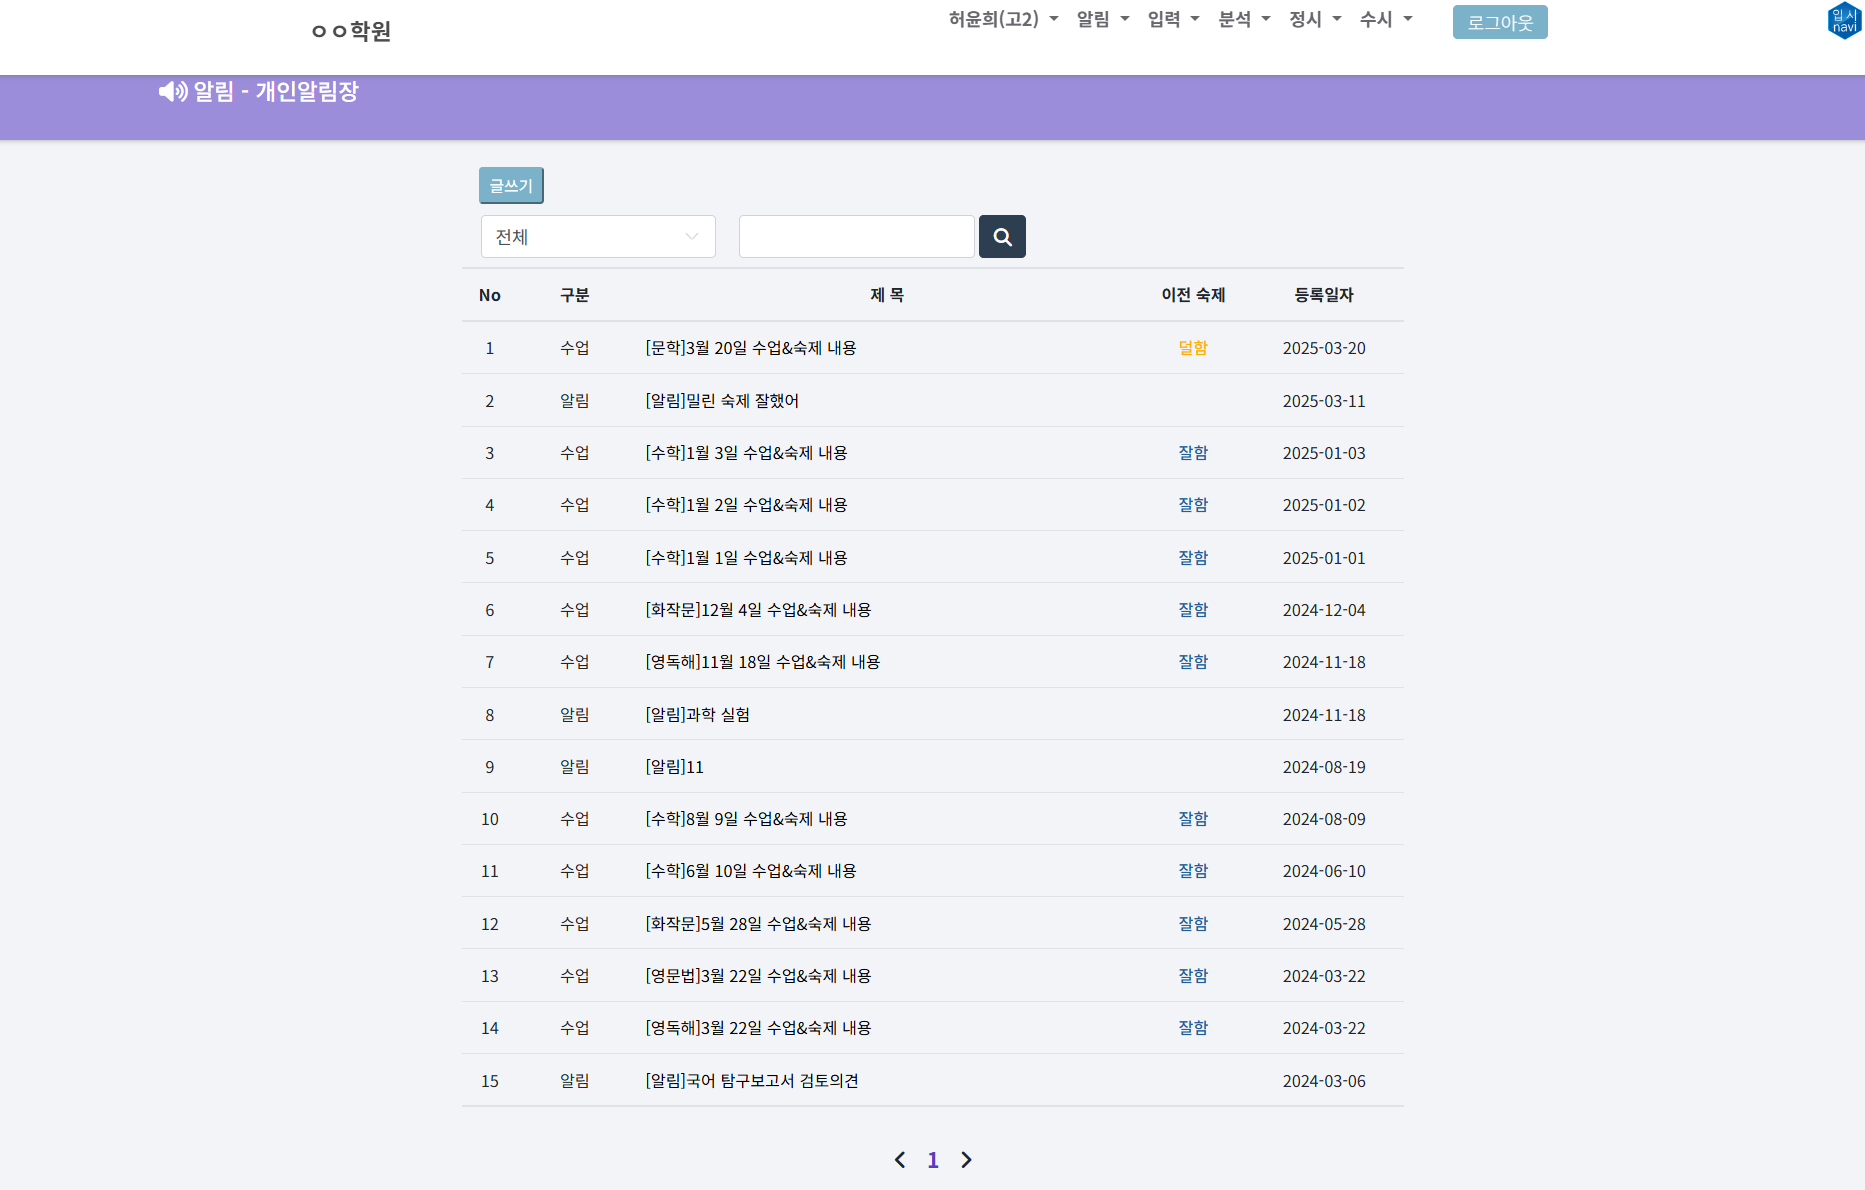 ㅇㅇ학원
허윤희(고2) 알림 입력 분석 정시 수시 로그아웃
입시
navi
알림 - 개인알림장
글쓰기
전체
No 구분 제 목 이전 숙제 등록일자
1 수업 [문학]3월 20일 수업&숙제 내용 덜함 2025-03-20
2 알림 [알림]밀린 숙제 잘했어 2025-03-11
3 수업 [수학]1월 3일 수업&숙제 내용 잘함 2025-01-03
4 수업 [수학]1월 2일 수업&숙제 내용 잘함 2025-01-02
5 수업 [수학]1월 1일 수업&숙제 내용 잘함 2025-01-01
6 수업 [화작문]12월 4일 수업&숙제 내용 잘함 2024-12-04
7 수업 [영독해]11월 18일 수업&숙제 내용 잘함 2024-11-18
8 알림 [알림]과학 실험 2024-11-18
9 알림 [알림]11 2024-08-19
10 수업 [수학]8월 9일 수업&숙제 내용 잘함 2024-08-09
11 수업 [수학]6월 10일 수업&숙제 내용 잘함 2024-06-10
12 수업 [화작문]5월 28일 수업&숙제 내용 잘함 2024-05-28
13 수업 [영문법]3월 22일 수업&숙제 내용 잘함 2024-03-22
14 수업 [영독해]3월 22일 수업&숙제 내용 잘함 2024-03-22
15 알림 [알림]국어 탐구보고서 검토의견 2024-03-06
1